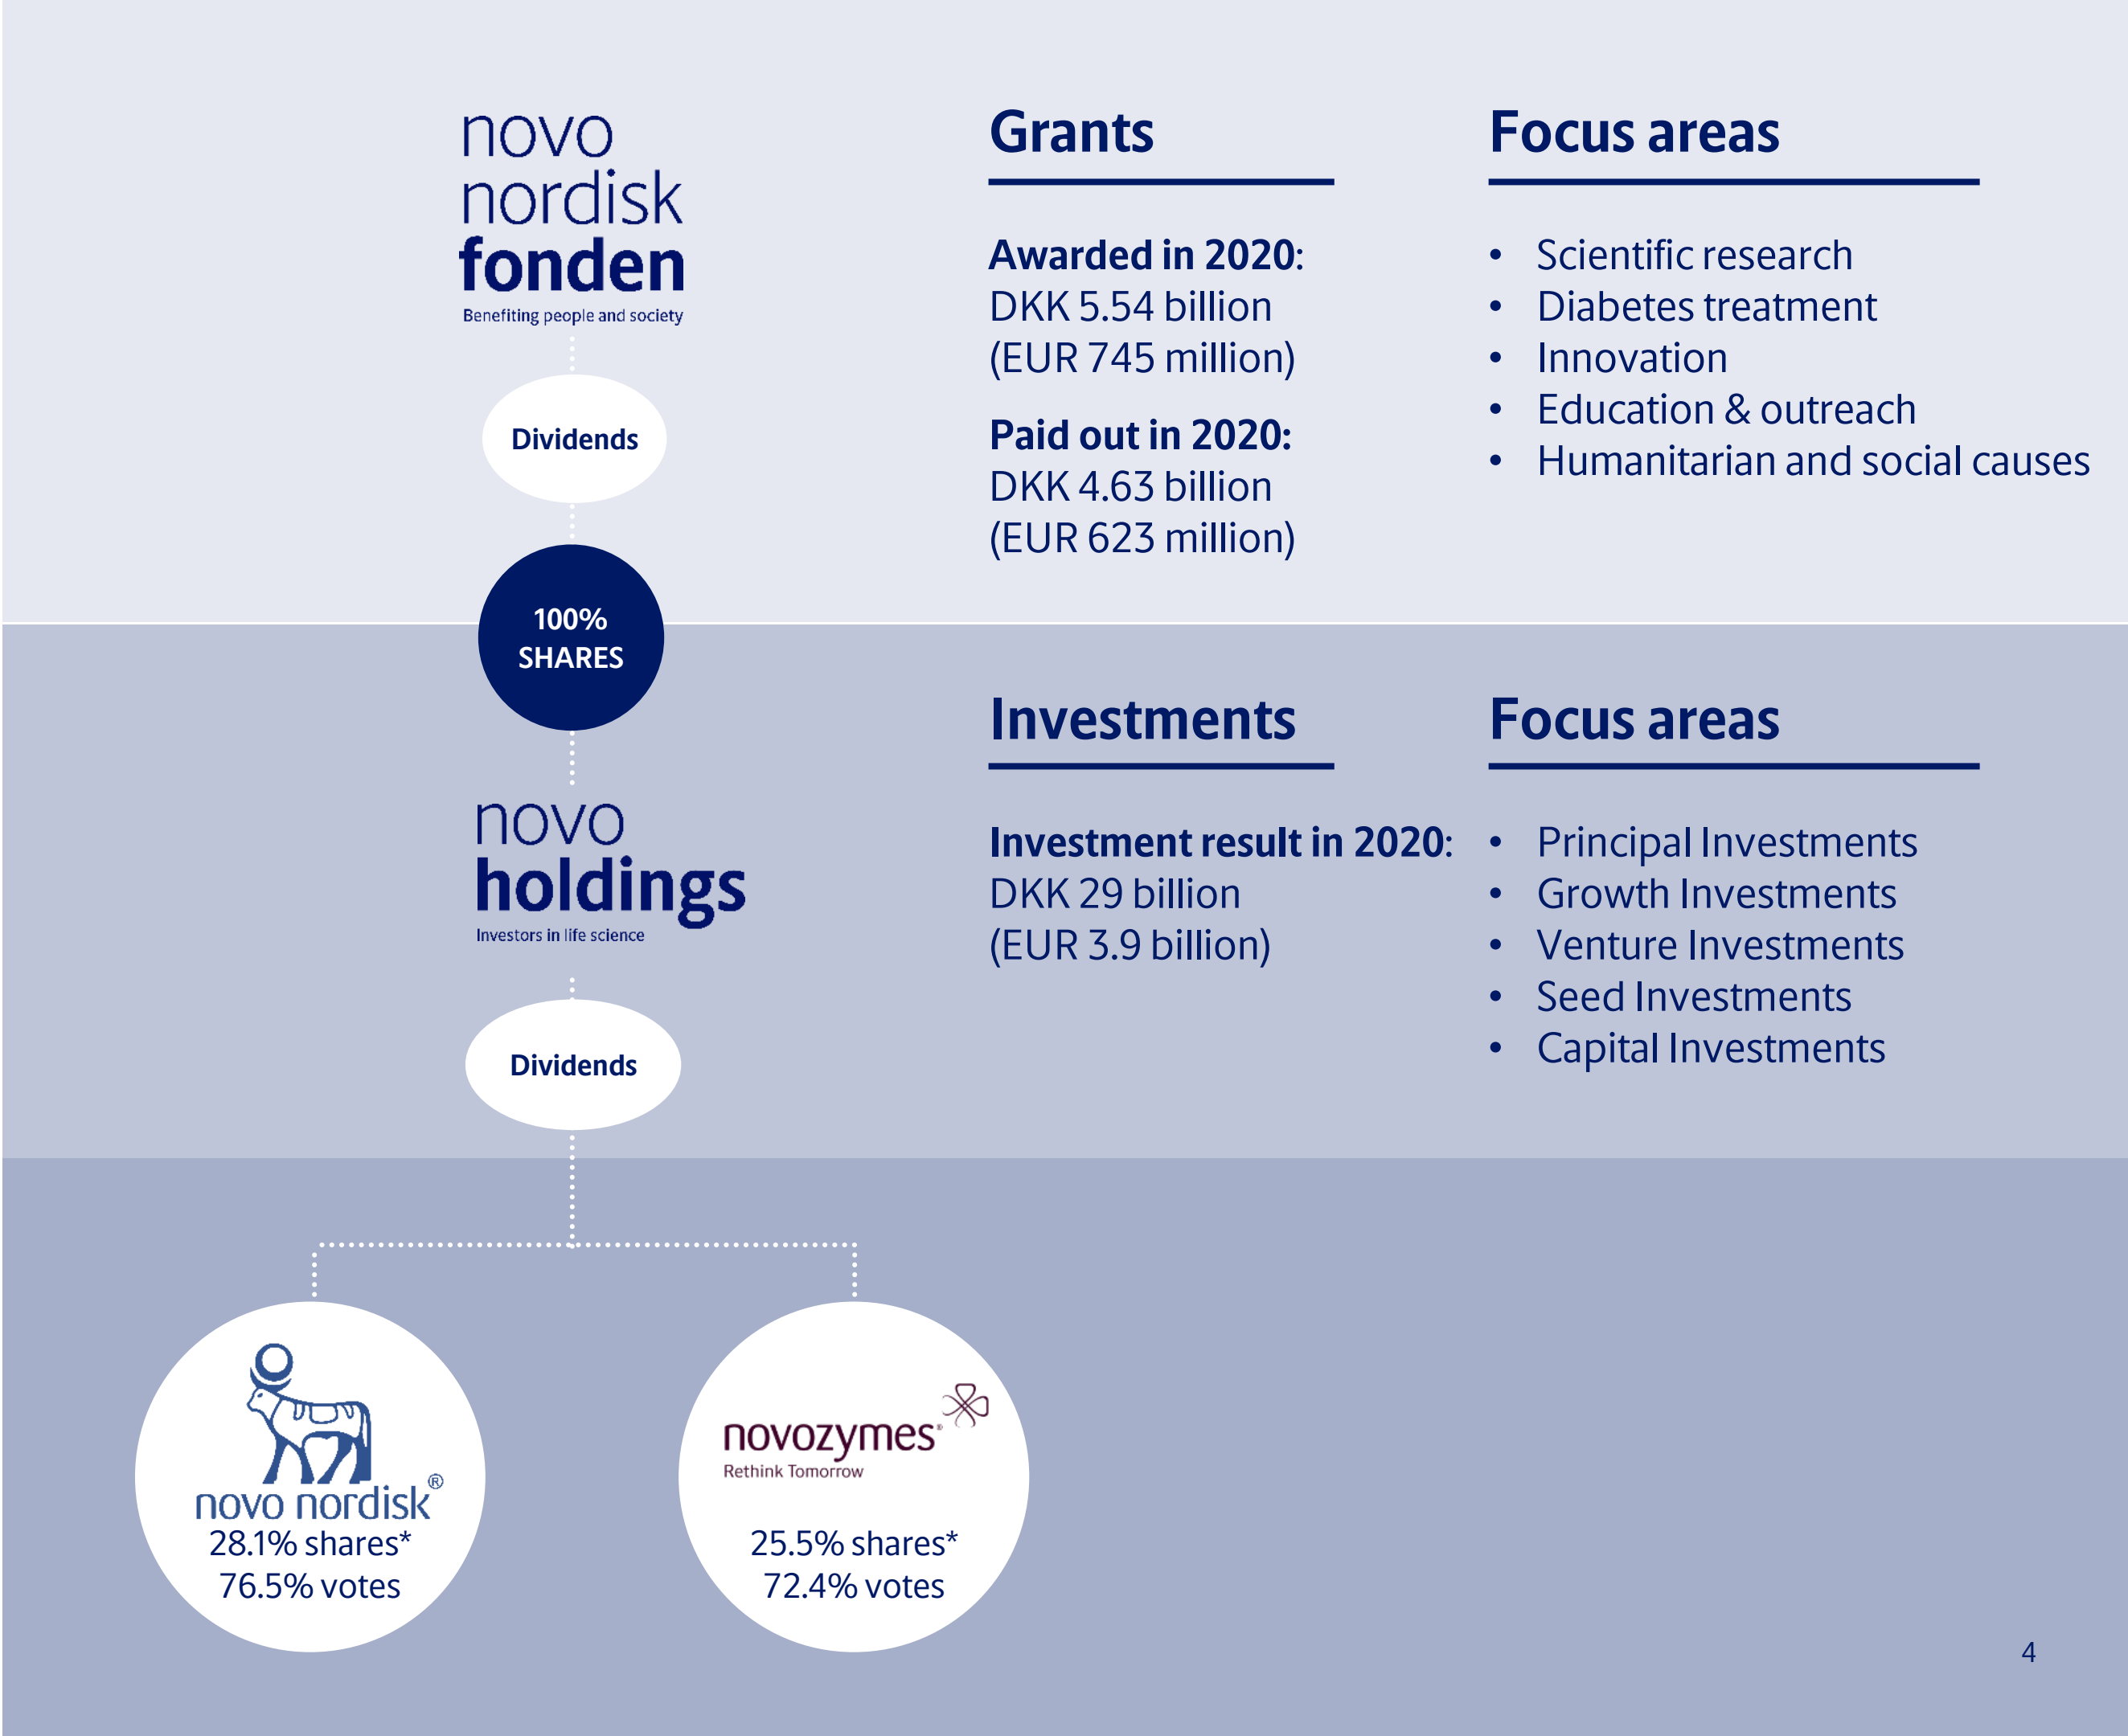 novo
nordisk
fonden
Benefiting people and society
Dividends
100%
SHARES
Grants
Awarded in 2020:
DKK 5.54 billion
(EUR 745 million)
Paid out in 2020:
DKK 4.63 billion
(EUR 623 million)
Focus areas
• Scientific research
• Diabetes treatment
• Innovation
• Education & outreach
• Humanitarian and social causes
novo
holdings
Investors in life science
Dividends
Investments
Investment result in 2020:
DKK 29 billion
(EUR 3.9 billion)
Focus areas
• Principal Investments
• Growth Investments
• Venture Investments
• Seed Investments
• Capital Investments
novo nordisk®
28.1% shares*
76.5% votes
novozymes®
Rethink Tomorrow
25.5% shares*
72.4% votes
4